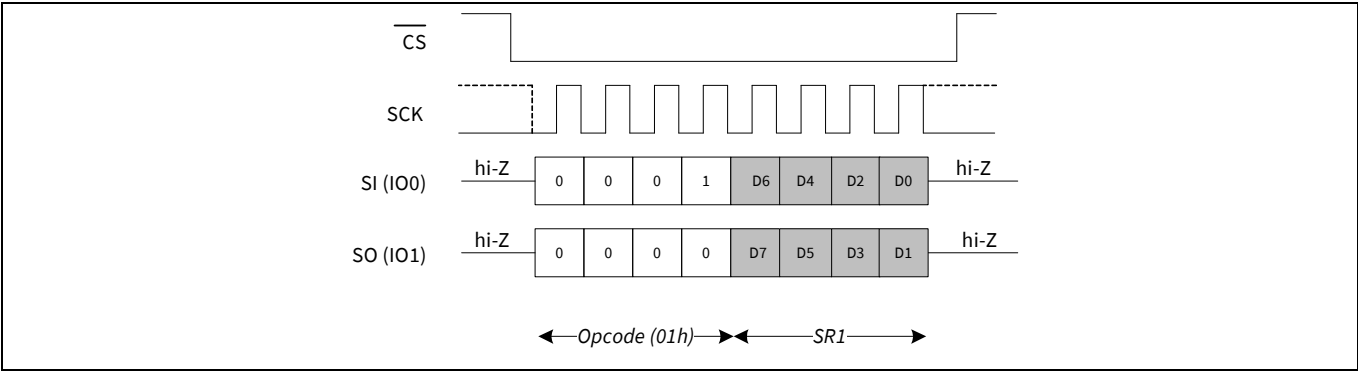 CS
SCK
hi-Z hi-Z
SI (IO0) 0 0 0 1 D6 D4 D2 D0
hi-Z hi-Z
SO (IO1) 0 0 0 0 D7 D5 D3 D1
Opcode (01h) SR1